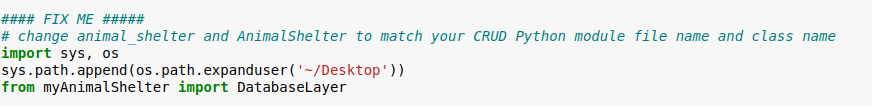 #### FIX ME #####
# change animal_shelter and AnimalShelter to match your CRUD Python module file name and class name
import sys, os
sys.path.append(os.path.expanduser('~/Desktop'))
from myAnimalShelter import DatabaseLayer